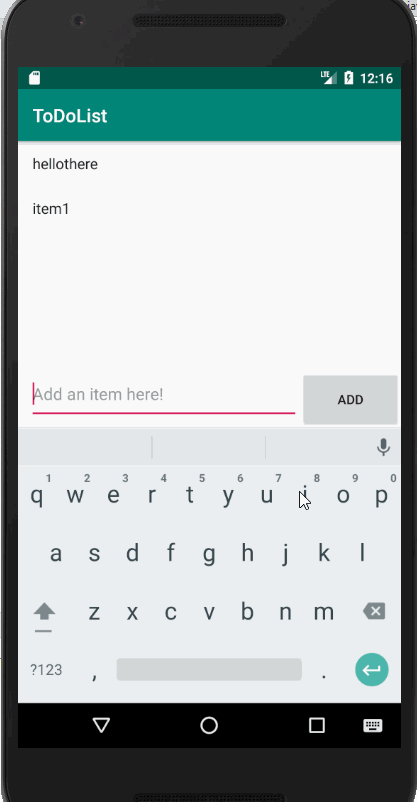 LTE 12:16
ToDoList
hellothere
item1
Add an item here! ADD
1 2 3 4 5 6 7 8 9 0
q w e r t y u i o p
a s d f g h j k l
z x c v b n m
?123 , .